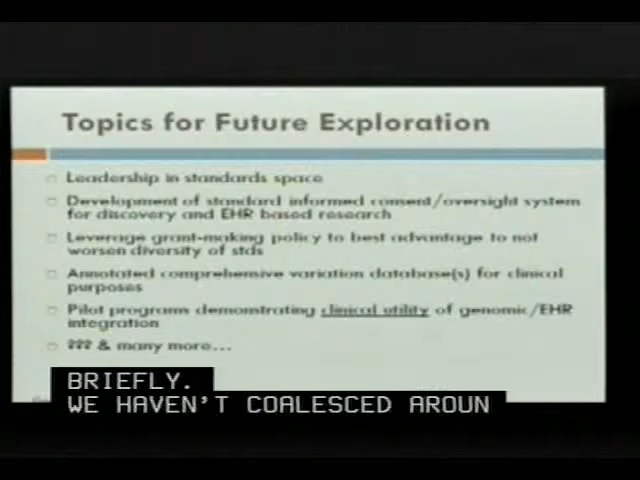 Topics for Future Exploration
Leadership in standards space
Development of standard informed consent/oversight system
for discovery and EHR based research
Leverage grant-making policy to best advantage to not
worsen diversity of stds
Annotated comprehensive variation database(s) for clinical
purposes
Pilot programs demonstrating clinical utility of genomic/EHR
integration
??? & many more...
BRIEFLY.
WE HAVEN'T COALESCED AROUN